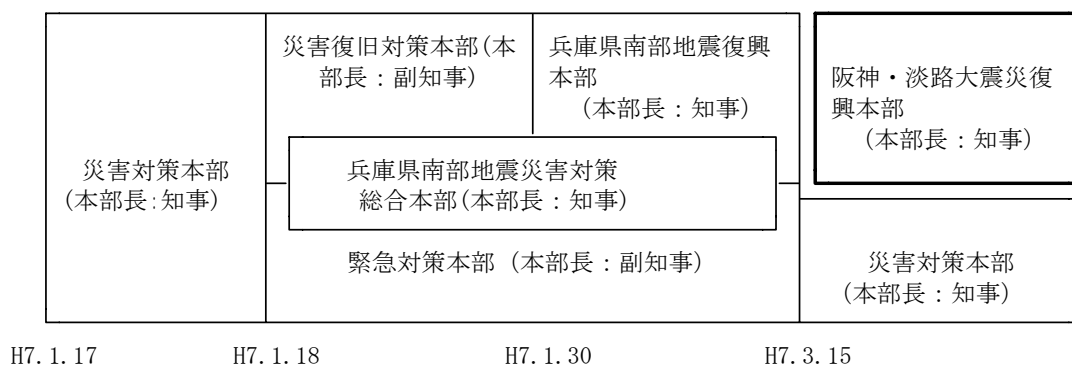 災害対策本部
(本部長:知事)
災害復旧対策本部(本
部長：副知事)
兵庫県南部地震復興
本部
(本部長：知事)
兵庫県南部地震災害対策
総合本部(本部長：知事)
緊急対策本部 (本部長：副知事)
阪神・淡路大震災復
興本部
(本部長：知事)
災害対策本部
(本部長：知事)
H7.1.17
H7.1.18
H7.1.30
H7.3.15